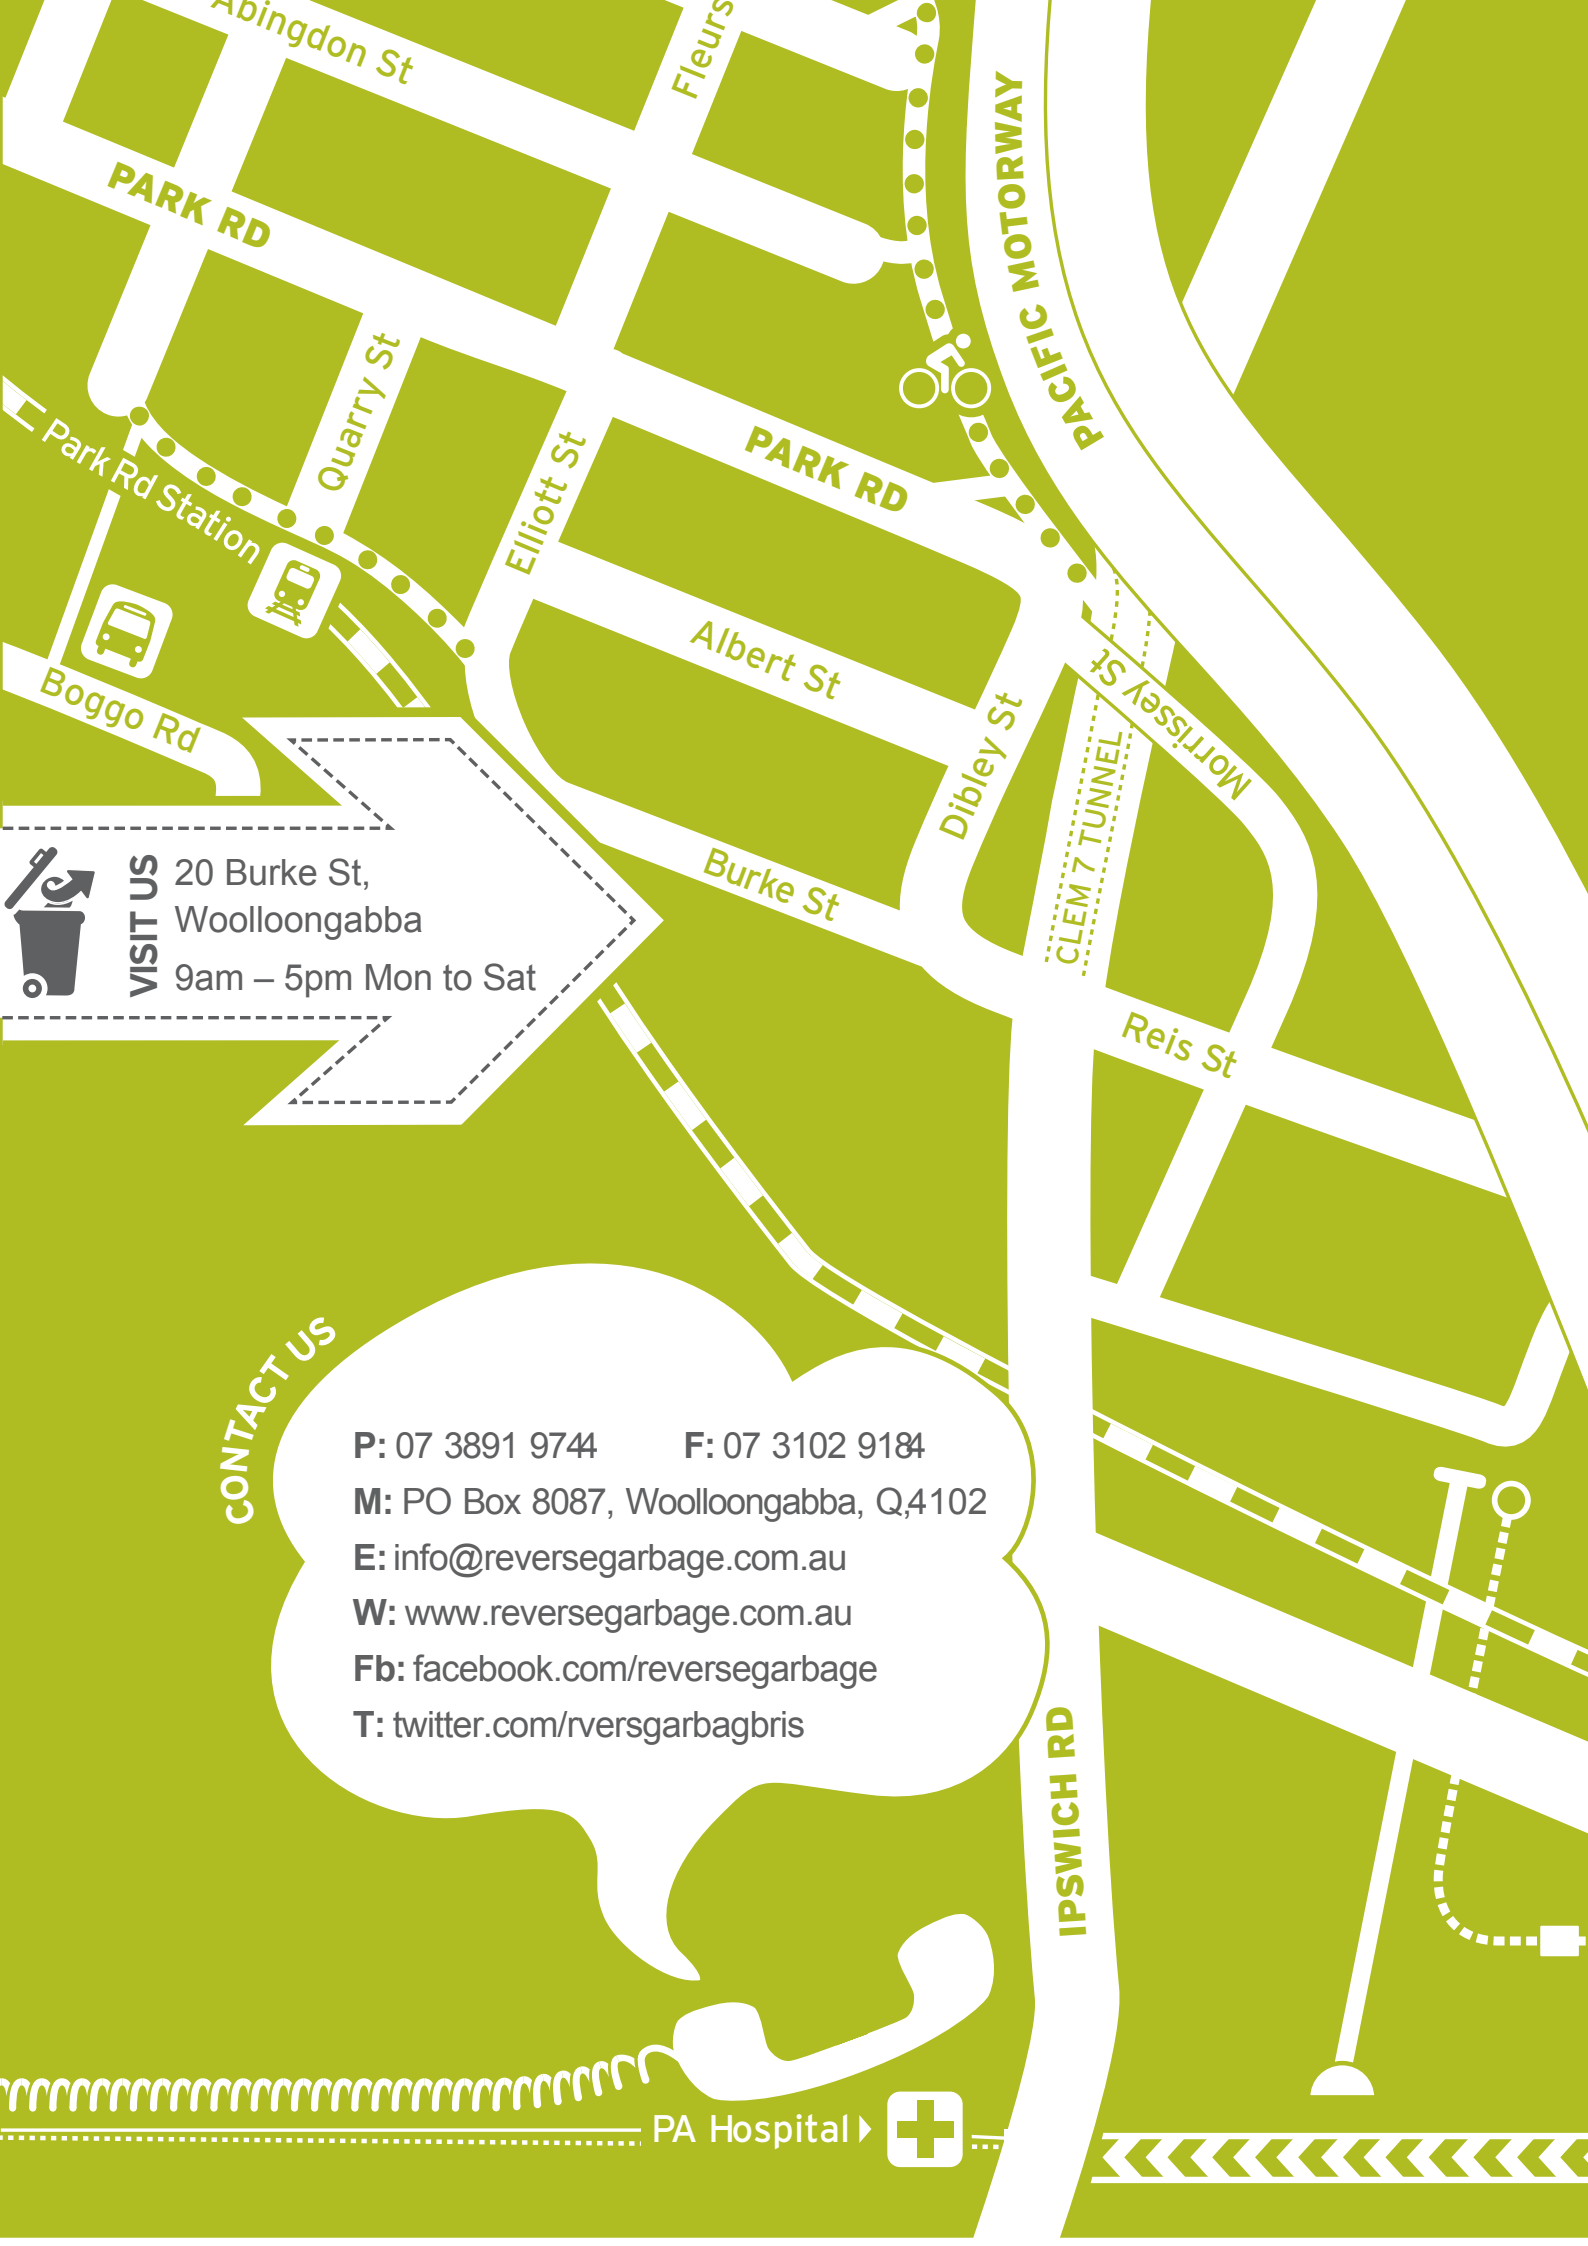 Abingdon St
Fleurs
PACIFIC MOTORWAY
PARK RD
Quarry St
Park Rd Station
Elliott St
PARK RD
Albert St
Boggo Rd
Morrissey St
Dibley St
CLEM 7 TUNNEL
Burke St
VISIT US
20 Burke St,
Woolloongabba
9am – 5pm Mon to Sat
Reis St
CONTACT US
P: 07 3891 9744 F: 07 3102 9184
M: PO Box 8087, Woolloongabba, Q,4102
E: info@reversegarbage.com.au
W: www.reversegarbage.com.au
Fb: facebook.com/reversegarbage
T: twitter.com/rversgarbagbris
IPSWICH RD
PA Hospital